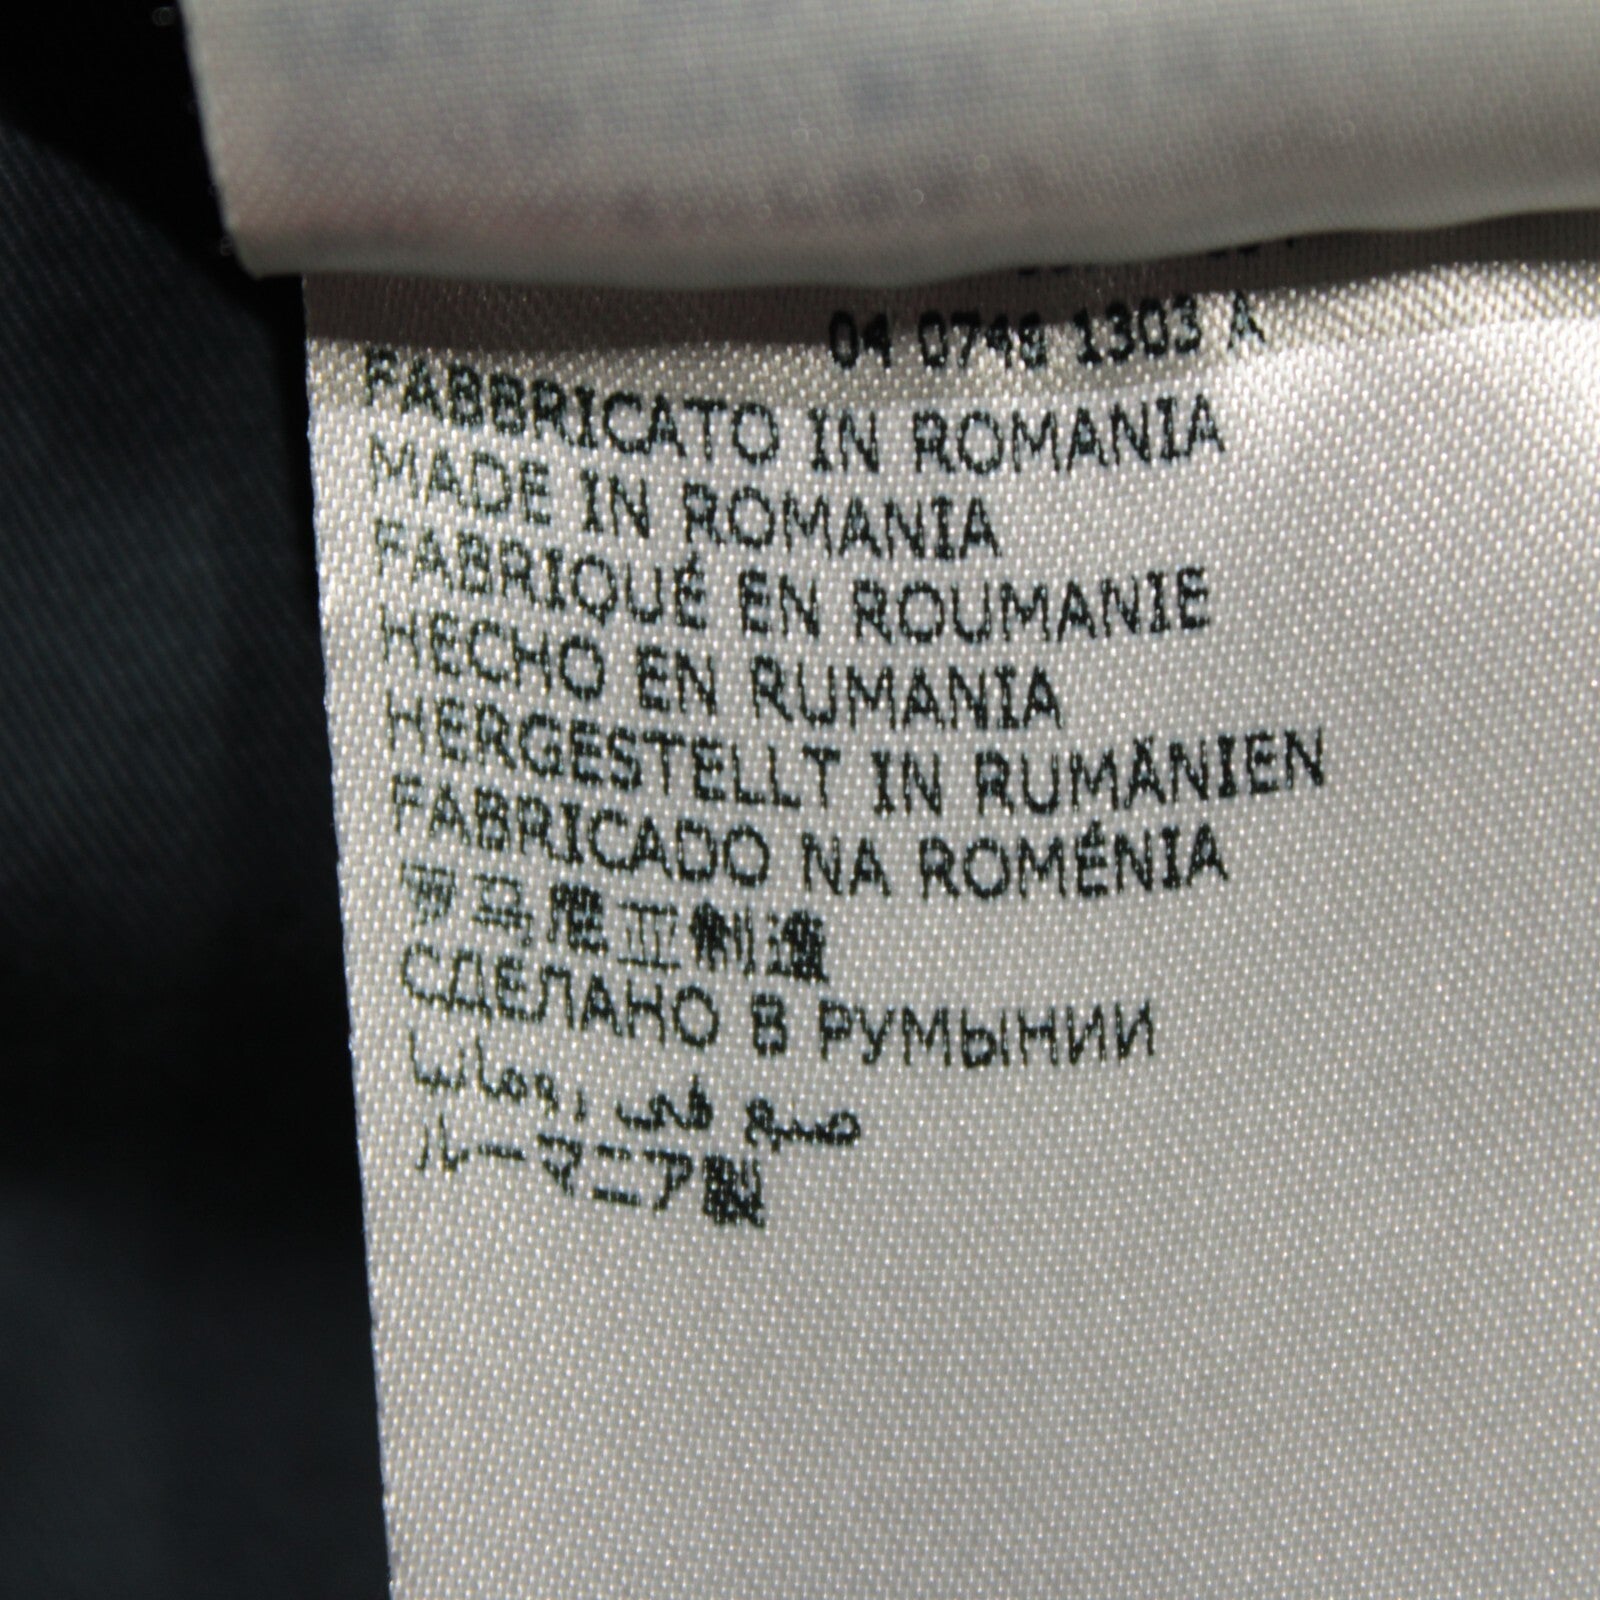 04 0748 1303 A
FABBRICATO IN ROMANIA
MADE IN ROMANIA
FABRIQUÉ EN ROUMANIE
HECHO EN RUMANIA
HERGESTELLT IN RUMÄNIEN
FABRICADO NA ROMÉNIA
罗马尼亚制造
СДЕЛАНО В РУМЫНИИ
صنع في رومانيا
ルーマニア製